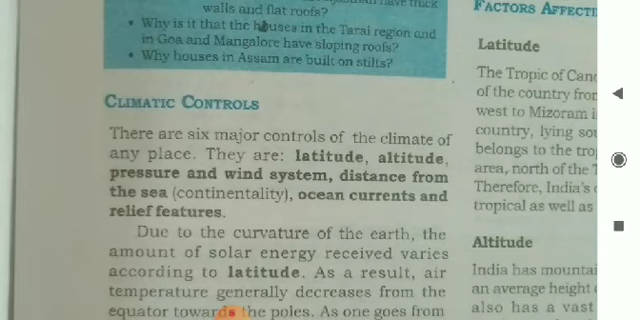 have thick
walls and flat roofs?
• Why is it that the houses in the Tarai region and
in Goa and Mangalore have sloping roofs?
• Why houses in Assam are built on stilts?
CLIMATIC CONTROLS
There are six major controls of the climate of
any place. They are: latitude, altitude,
pressure and wind system, distance from
the sea (continentality), ocean currents and
relief features.
Due to the curvature of the earth, the
amount of solar energy received varies
according to latitude. As a result, air
temperature generally decreases from the
equator towards the poles. As one goes from
FACTORS
Latitude
The Tropic of
of the country from
west to Mizoram
country, lying
belongs to the
area, north of the
Therefore, India's
tropical as well as
Altitude
India has
an average height
also has a vast